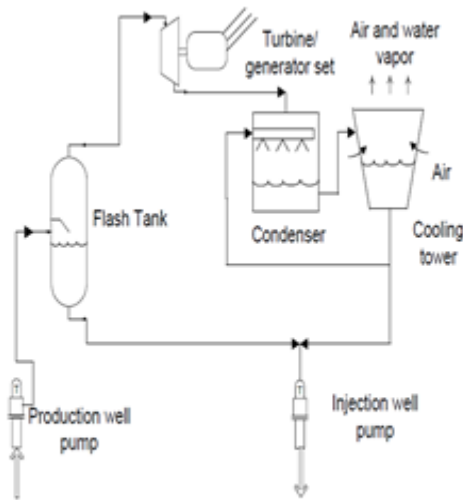 Turbine/
generator set
Air and water
vapor
Flash Tank
Condenser
Air
Cooling
tower
Production well
pump
Injection well
pump